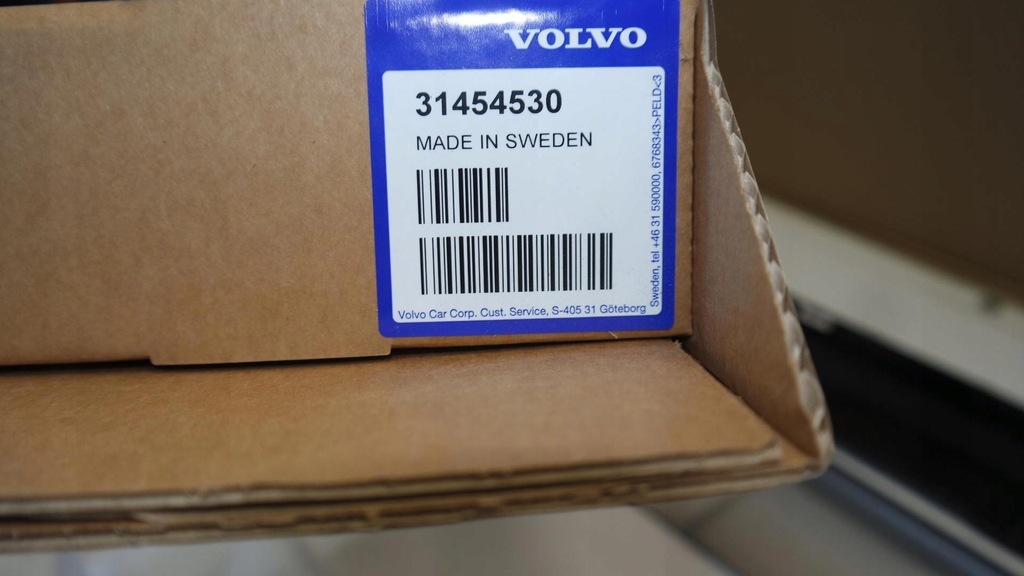 VOLVO
31454530
MADE IN SWEDEN
Volvo Car Corp. Cust. Service, S-405 31 Göteborg
Sweden, tel +46 31 590000, 6768343>PELD<3